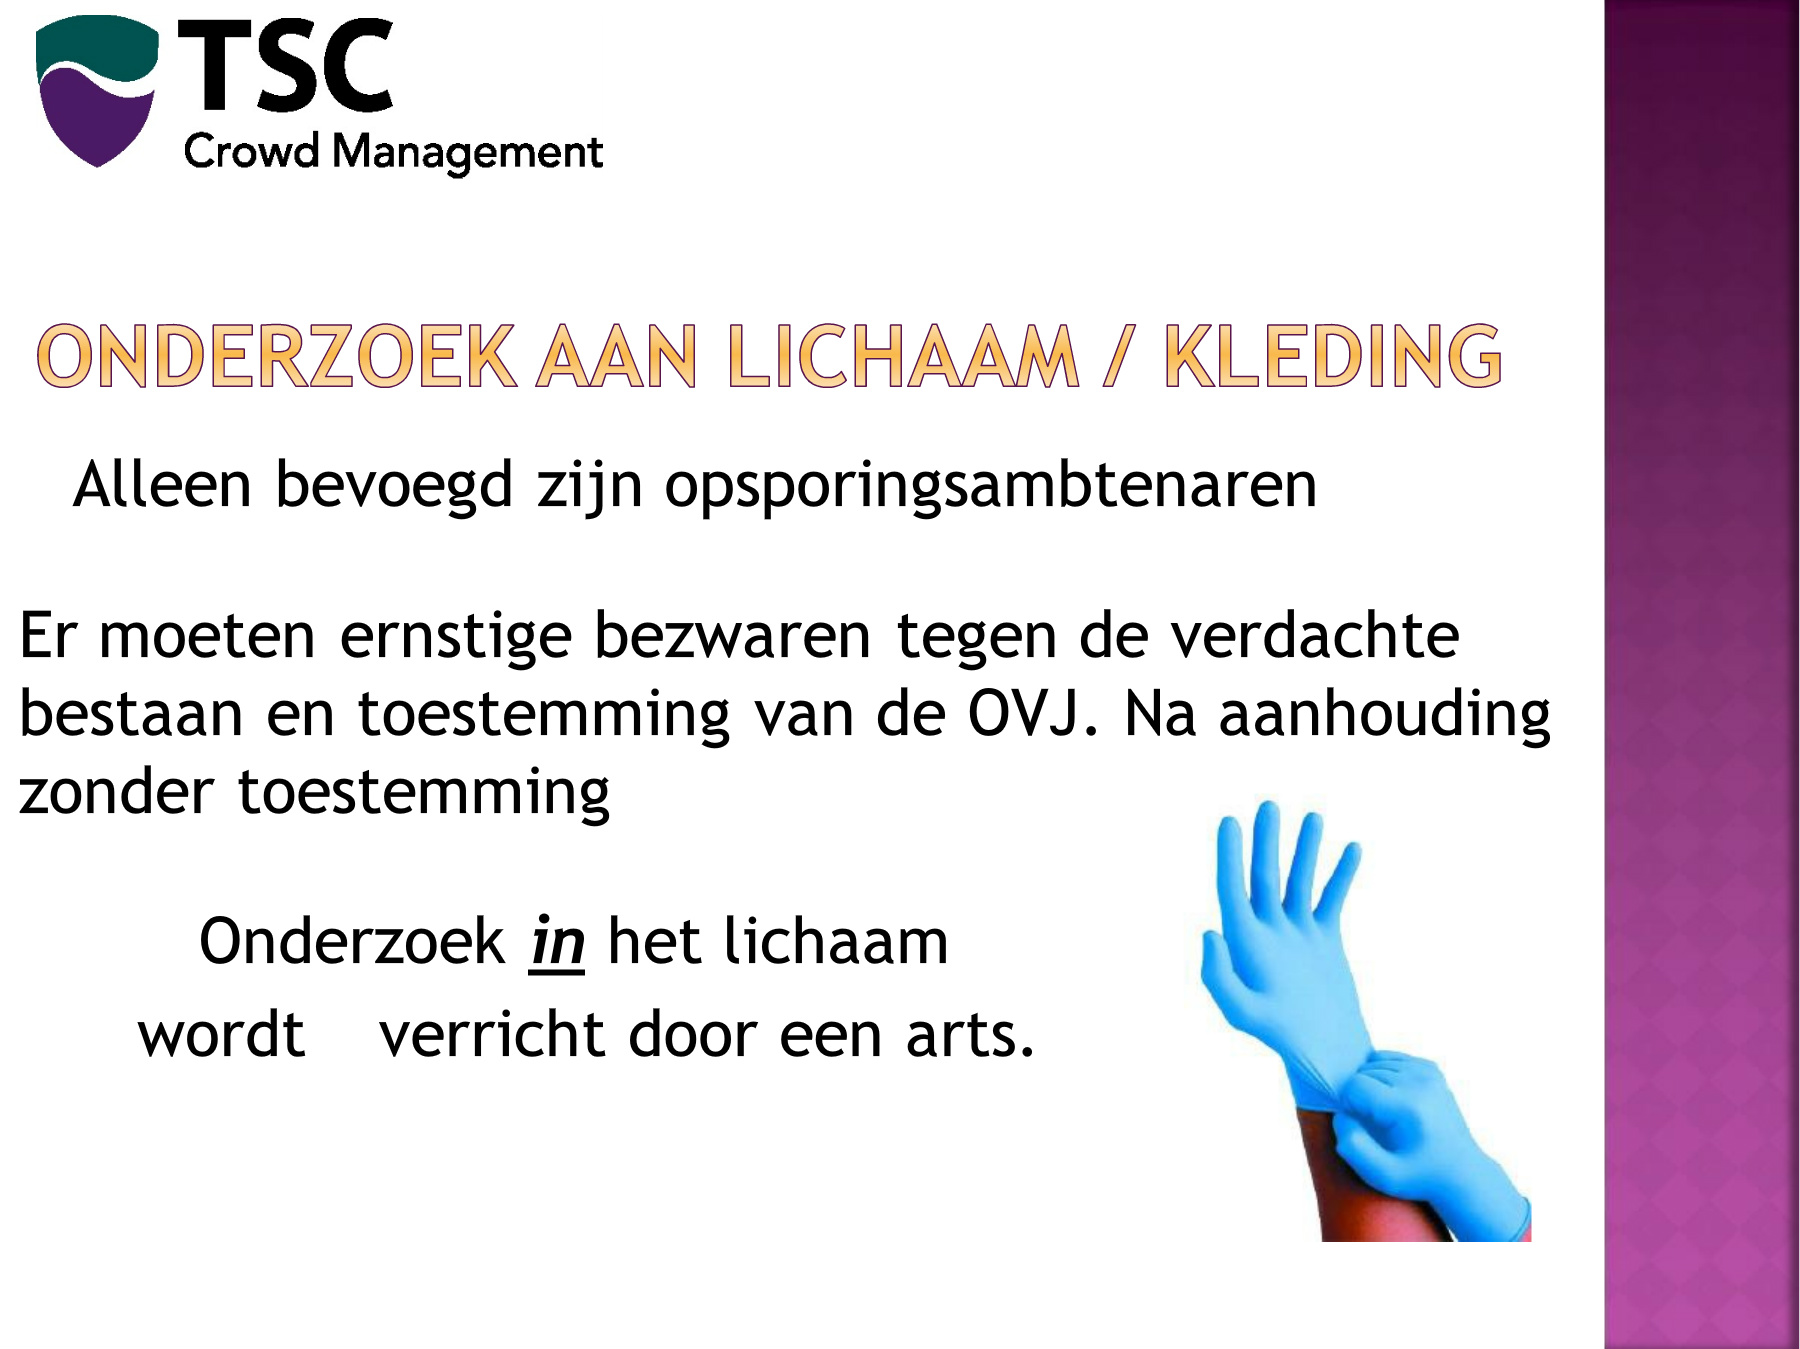 TSC
Crowd Management
ONDERZOEK AAN LICHAAM / KLEDING
Alleen bevoegd zijn opsporingsambtenaren
Er moeten ernstige bezwaren tegen de verdachte
bestaan en toestemming van de OVJ. Na aanhouding
zonder toestemming
Onderzoek in het lichaam
wordt verricht door een arts.